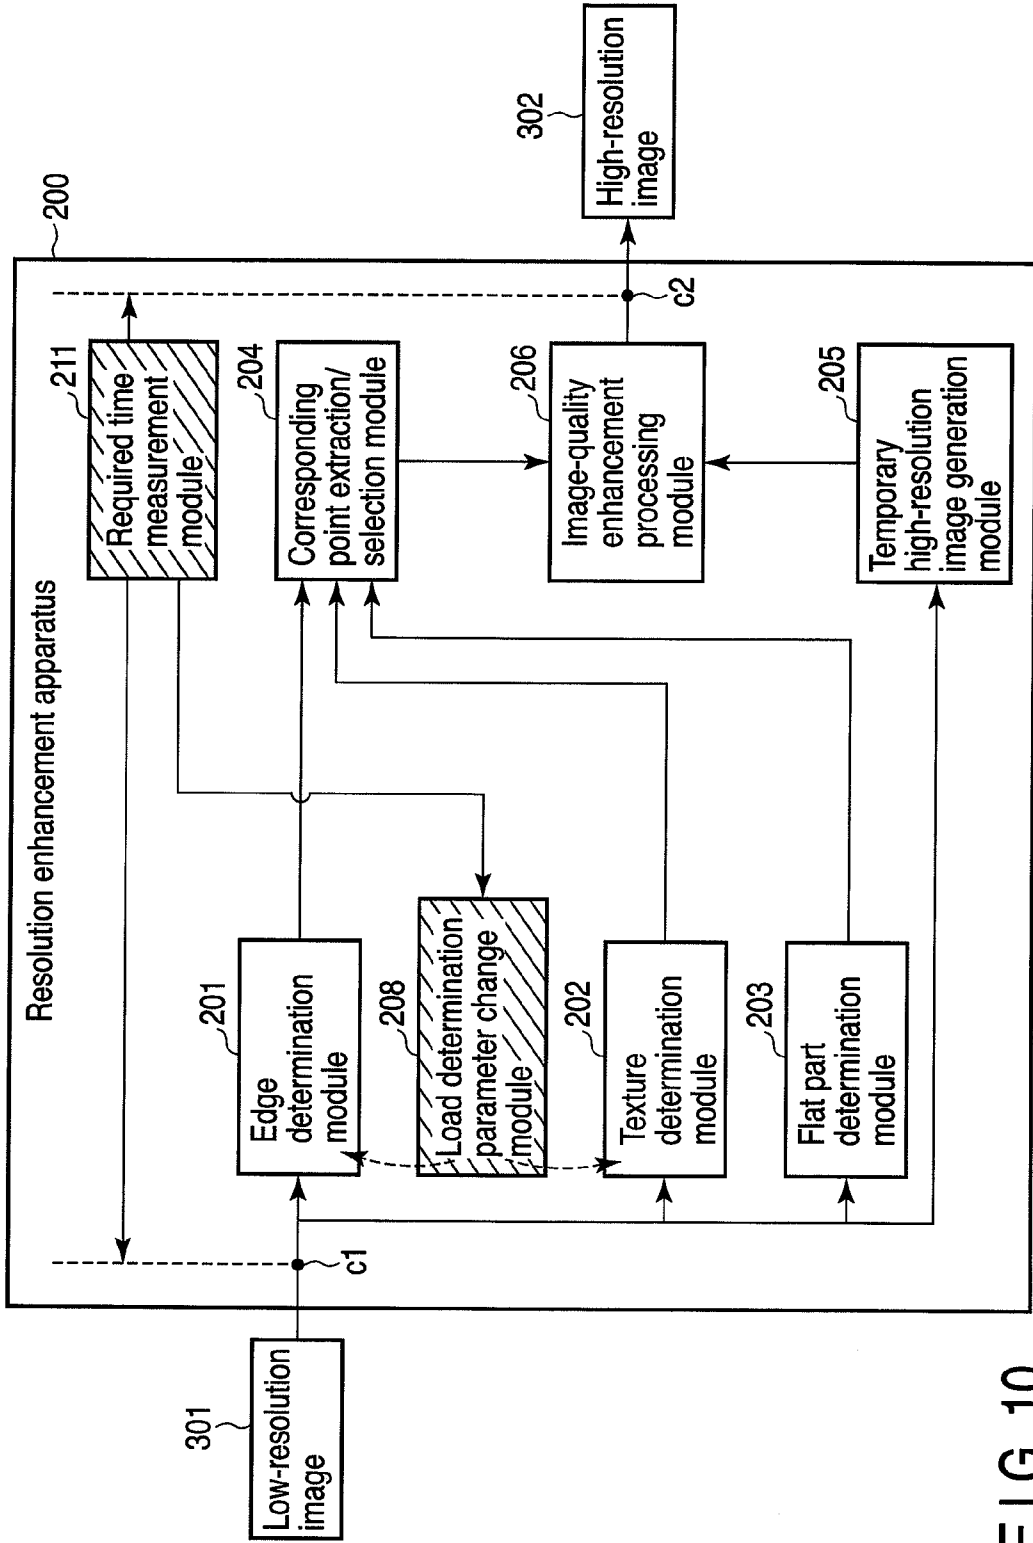 Resolution enhancement apparatus
200
301
Low-resolution
image
c1
201
Edge
determination
module
208
Load determination
parameter change
module
202
Texture
determination
module
203
Flat part
determination
module
211
Required time
measurement
module
204
Corresponding
point extraction/
selection module
206
Image-quality
enhancement
processing
module
205
Temporary
high-resolution
image generation
module
c2
302
High-resolution
image
FIG. 10